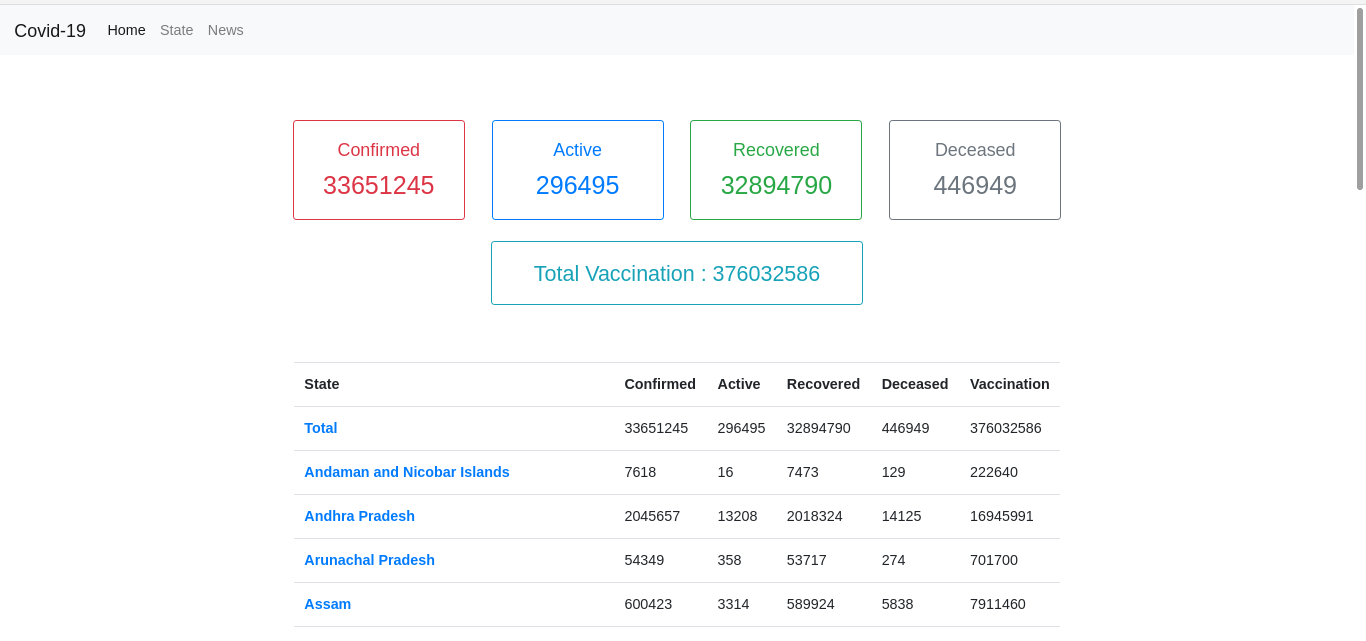 Covid-19 Home State News
Confirmed Active Recovered Deceased
33651245 296495 32894790 446949
Total Vaccination : 376032586
State Confirmed Active Recovered Deceased Vaccination
Total 33651245 296495 32894790 446949 376032586
Andaman and Nicobar Islands 7618 16 7473 129 222640
Andhra Pradesh 2045657 13208 2018324 14125 16945991
Arunachal Pradesh 54349 358 53717 274 701700
Assam 600423 3314 589924 5838 7911460